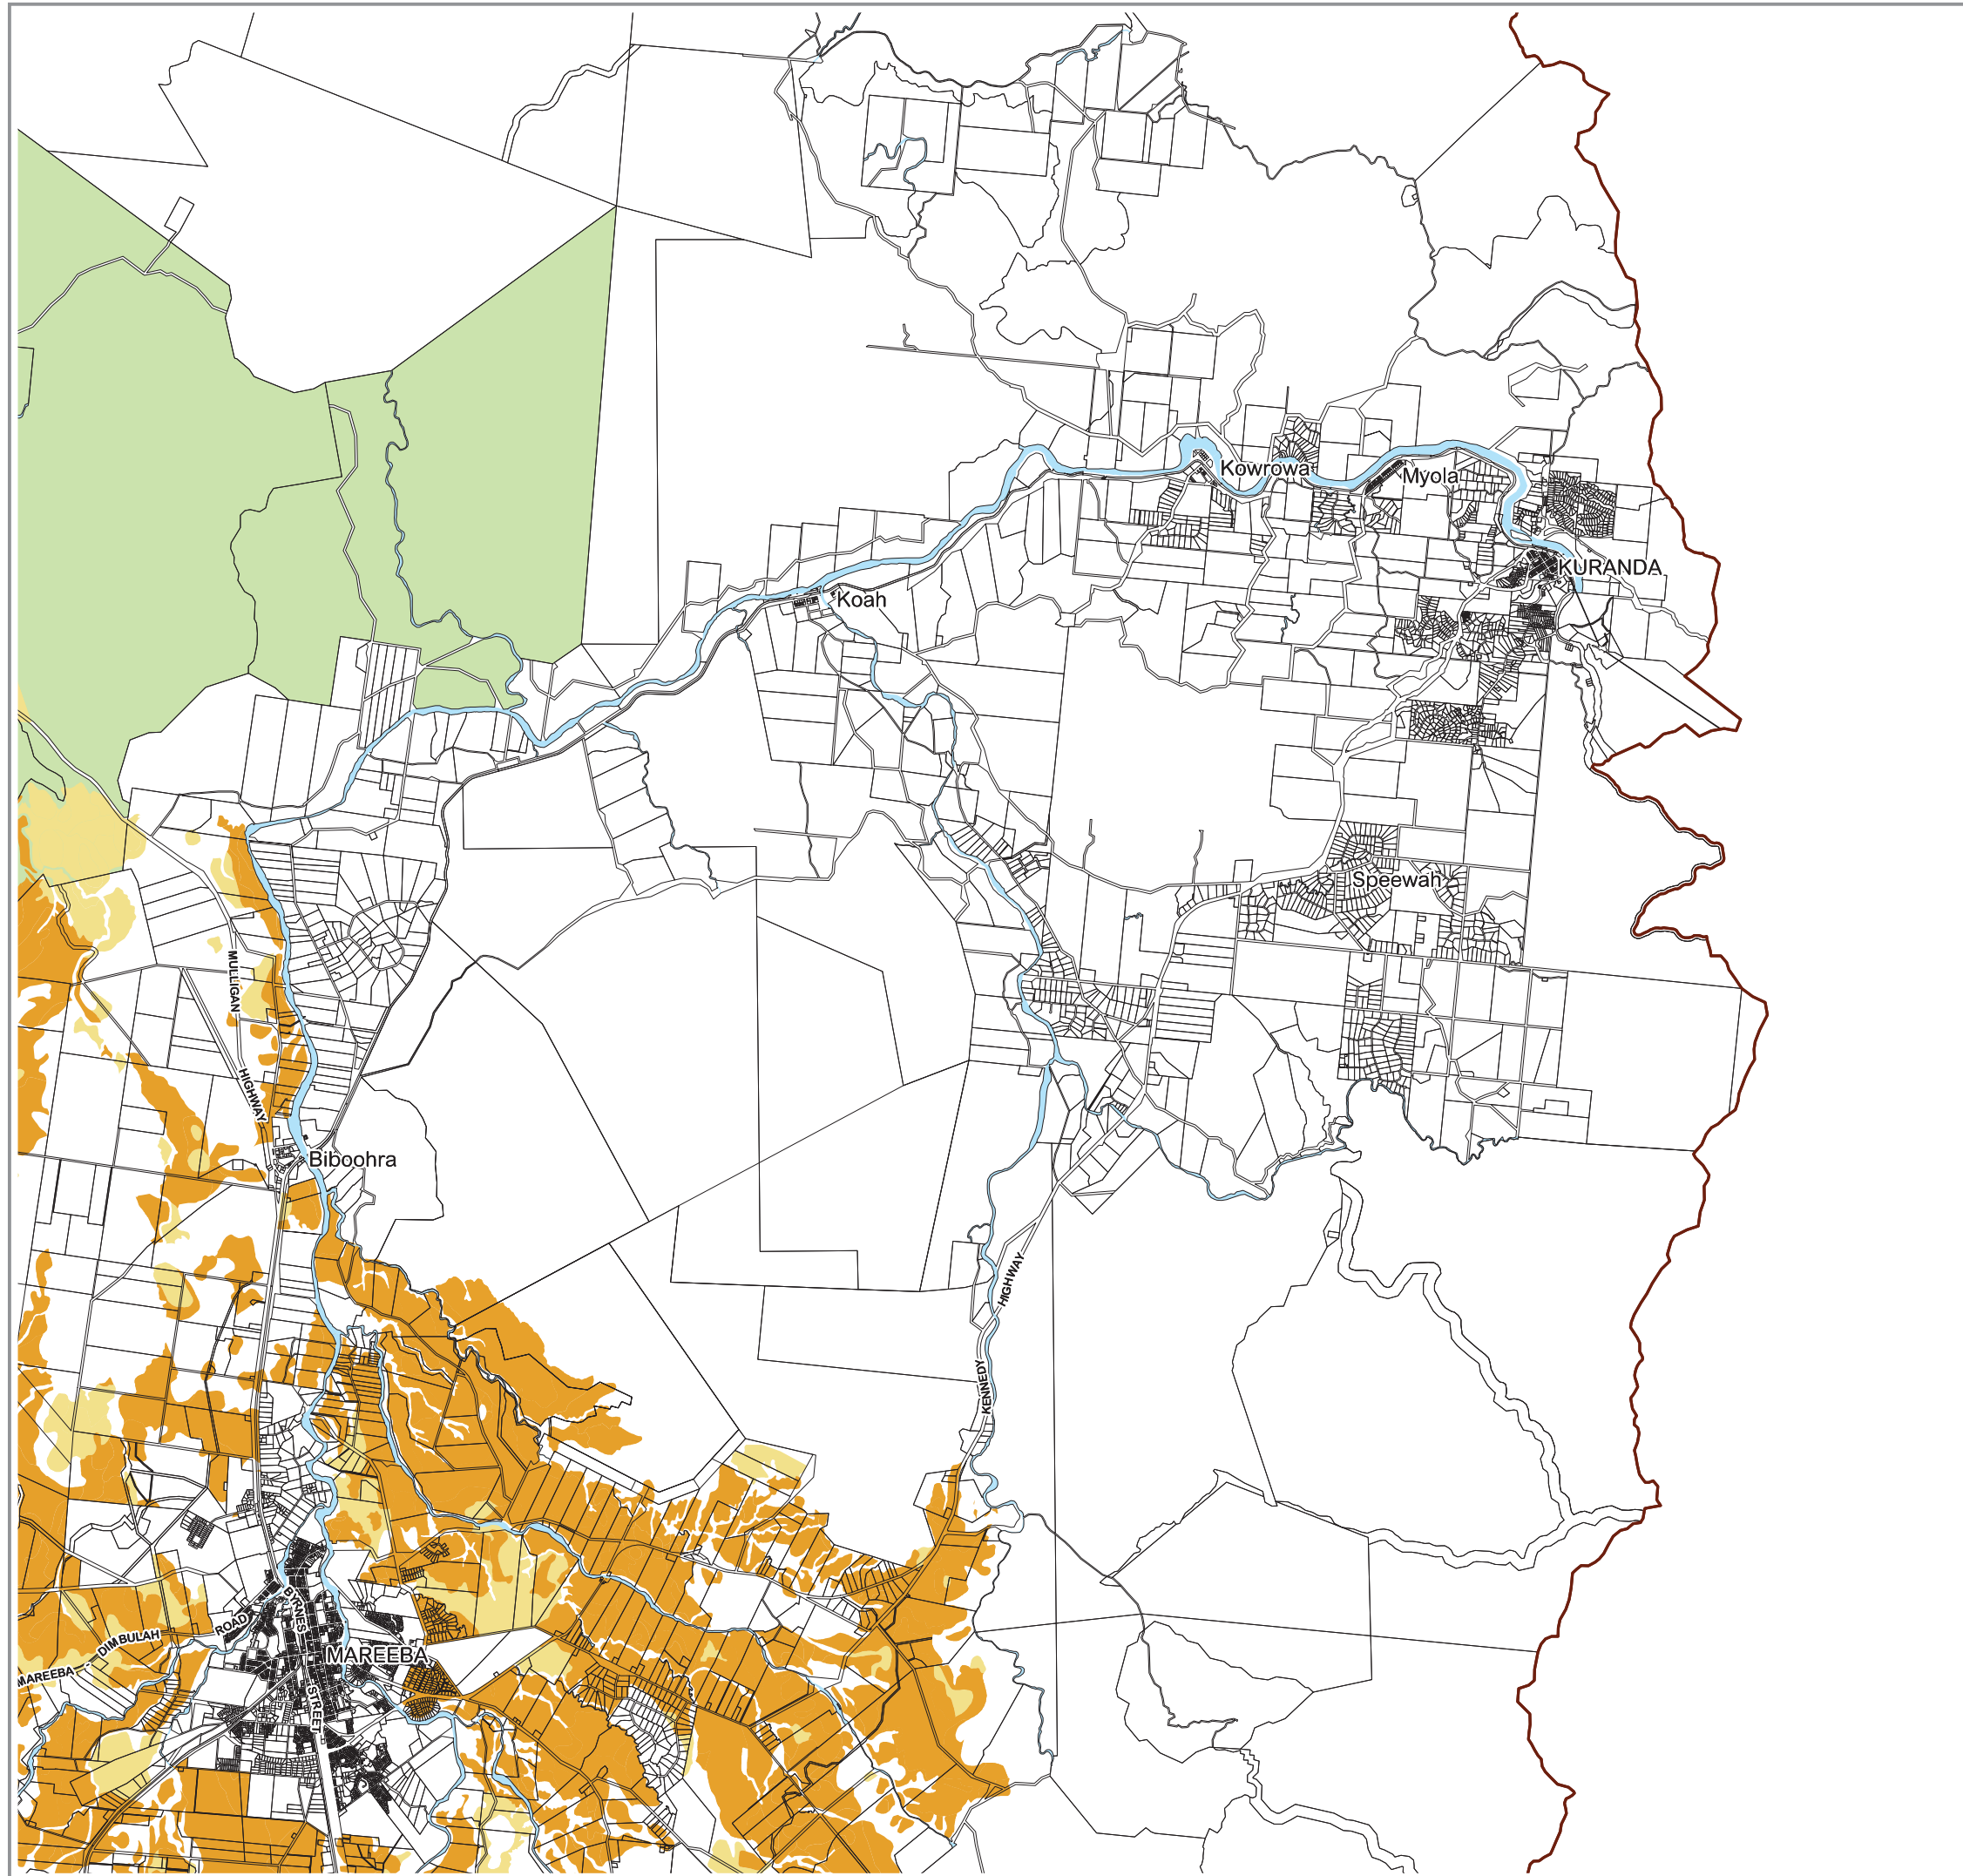 Kowrowa
Myola
KURANDA
Koah
Speewah
MULLIGAN
HIGHWAY
Biboohra
HIGHWAY
KENNEDY
BYRNES
STREET
MAREEBA - DIMBULAH ROAD
MAREEBA